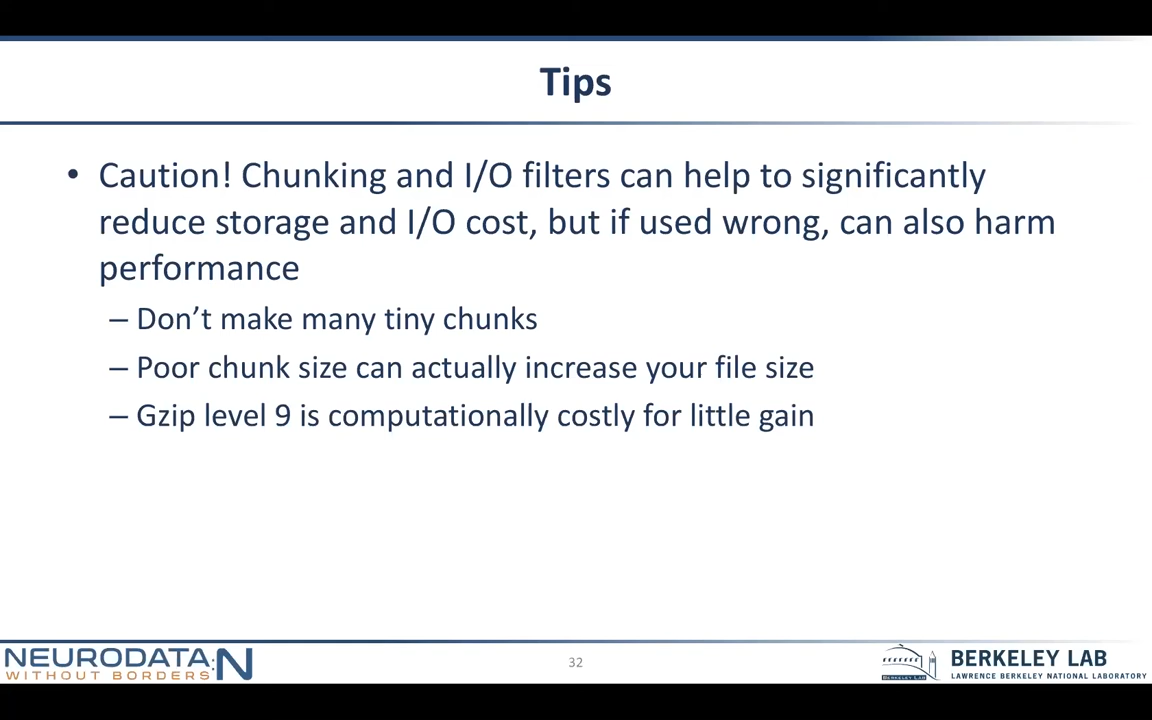 Tips
• Caution! Chunking and I/O filters can help to significantly
reduce storage and I/O cost, but if used wrong, can also harm
performance
– Don’t make many tiny chunks
– Poor chunk size can actually increase your file size
– Gzip level 9 is computationally costly for little gain
NEURODATA:N
WITHOUT BORDERS
32
BERKELEY LAB
LAWRENCE BERKELEY NATIONAL LABORATORY